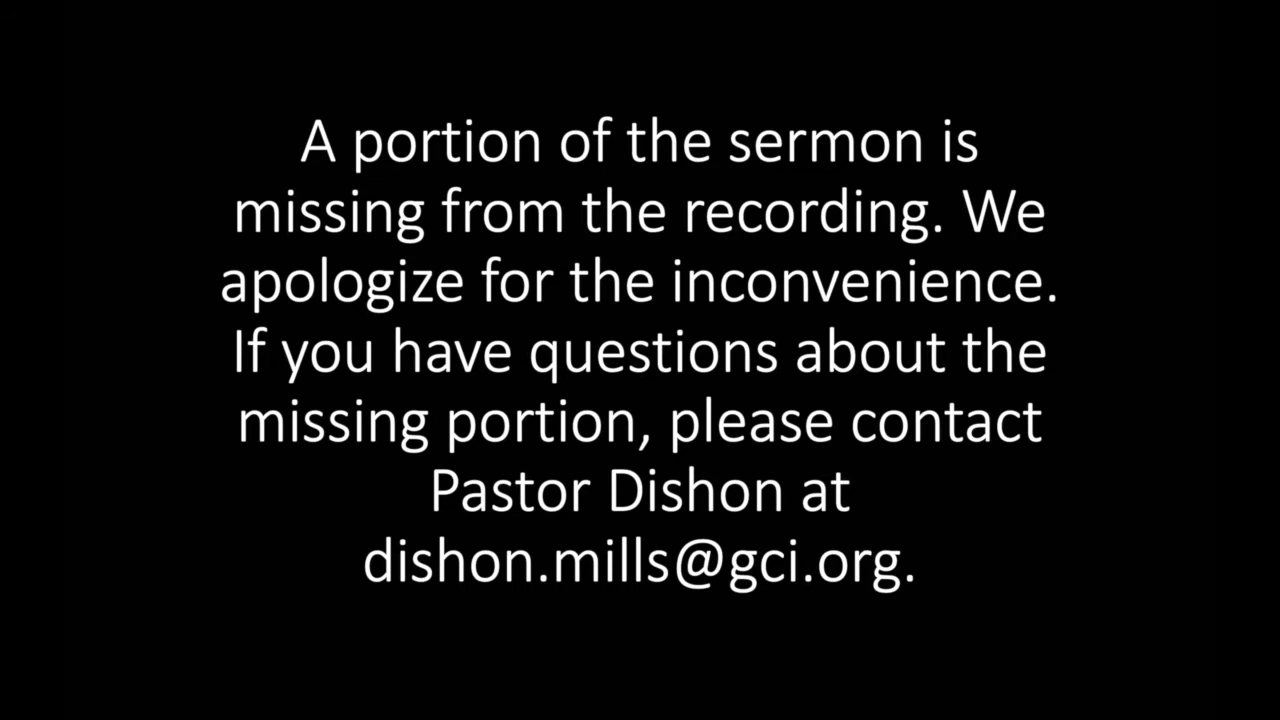 A portion of the sermon is
missing from the recording. We
apologize for the inconvenience.
If you have questions about the
missing portion, please contact
Pastor Dishon at
dishon.mills@gci.org.